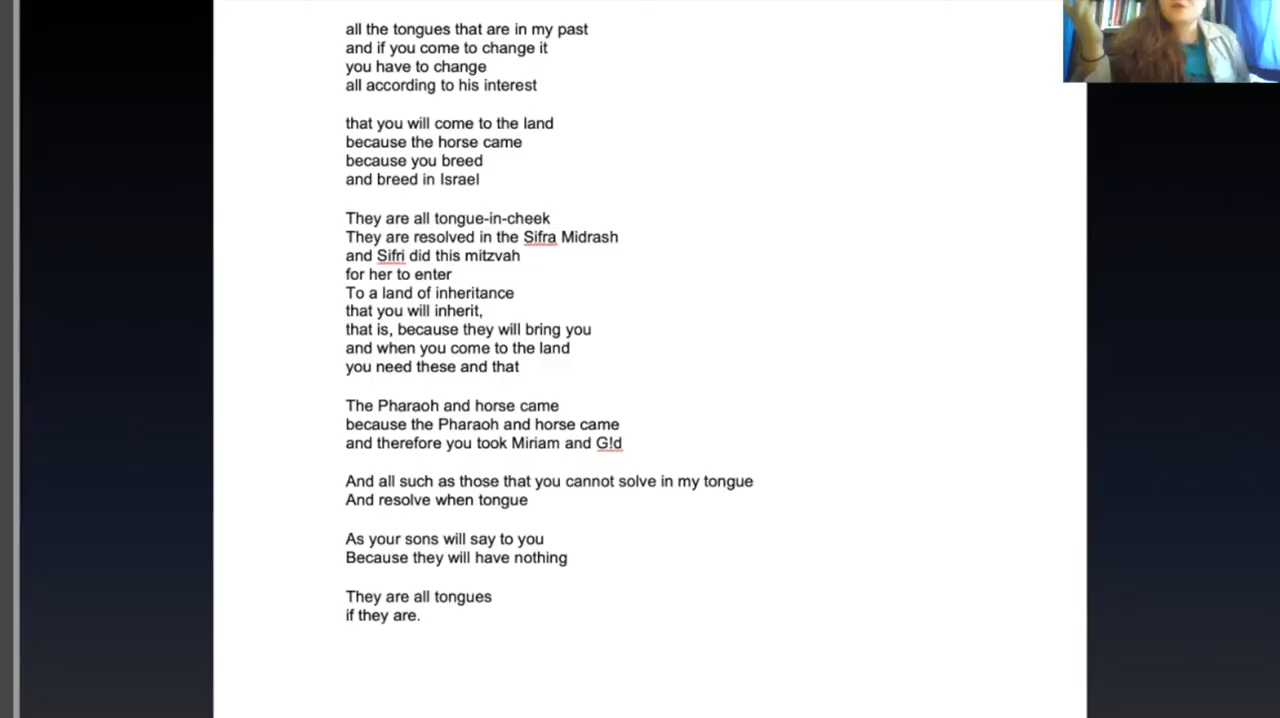 all the tongues that are in my past
and if you come to change it
you have to change
all according to his interest
that you will come to the land
because the horse came
because you breed
and breed in Israel
They are all tongue-in-cheek
They are resolved in the Sifra Midrash
and Sifri did this mitzvah
for her to enter
To a land of inheritance
that you will inherit,
that is, because they will bring you
and when you come to the land
you need these and that
The Pharaoh and horse came
because the Pharaoh and horse came
and therefore you took Miriam and G!d
And all such as those that you cannot solve in my tongue
And resolve when tongue
As your sons will say to you
Because they will have nothing
They are all tongues
if they are.